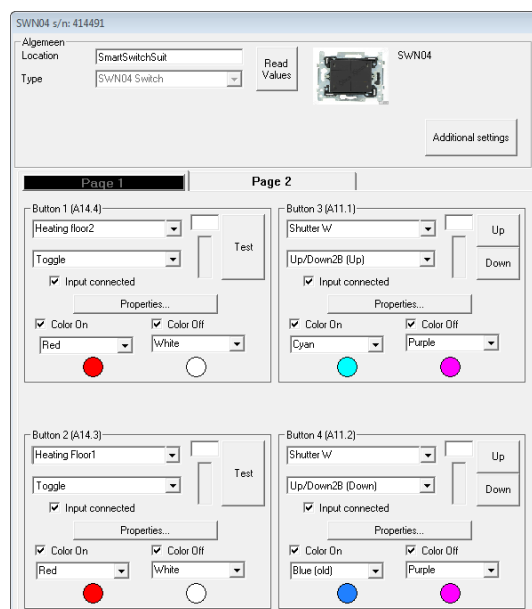 SWN04 s/n: 414491
Algemeen
Location SmartSwitchSuit Read Values SWN04
Type SWN04 Switch
Additional settings
Page 1 Page 2
Button 1 (A14.4) Button 3 (A11.1)
Heating floor2 Test Shutter W Up
Toggle Up/Down2B (Up) Down
Input connected Input connected
Properties... Properties...
Color On Color Off Color On Color Off
Red White Cyan Purple
Button 2 (A14.3) Button 4 (A11.2)
Heating Floor1 Test Shutter W Up
Toggle Up/Down2B (Down) Down
Input connected Input connected
Properties... Properties...
Color On Color Off Color On Color Off
Red White Blue (old) Purple